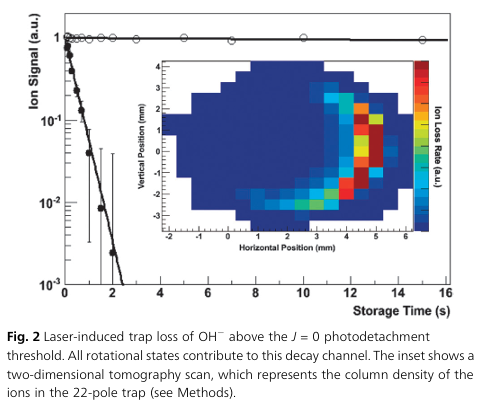 Ion Signal (a.u.)
1
10-1
10-2
10-3
0 2 4 6 8 10 12 14 16
Storage Time (s)
Vertical Position (mm)
4
3
2
1
0
-1
-2
-3
-2 -1 0 1 2 3 4 5 6
Horizontal Position (mm)
Ion Loss Rate (a.u.)
Fig. 2 Laser-induced trap loss of OH− above the J = 0 photodetachment
threshold. All rotational states contribute to this decay channel. The inset shows a
two-dimensional tomography scan, which represents the column density of the
ions in the 22-pole trap (see Methods).